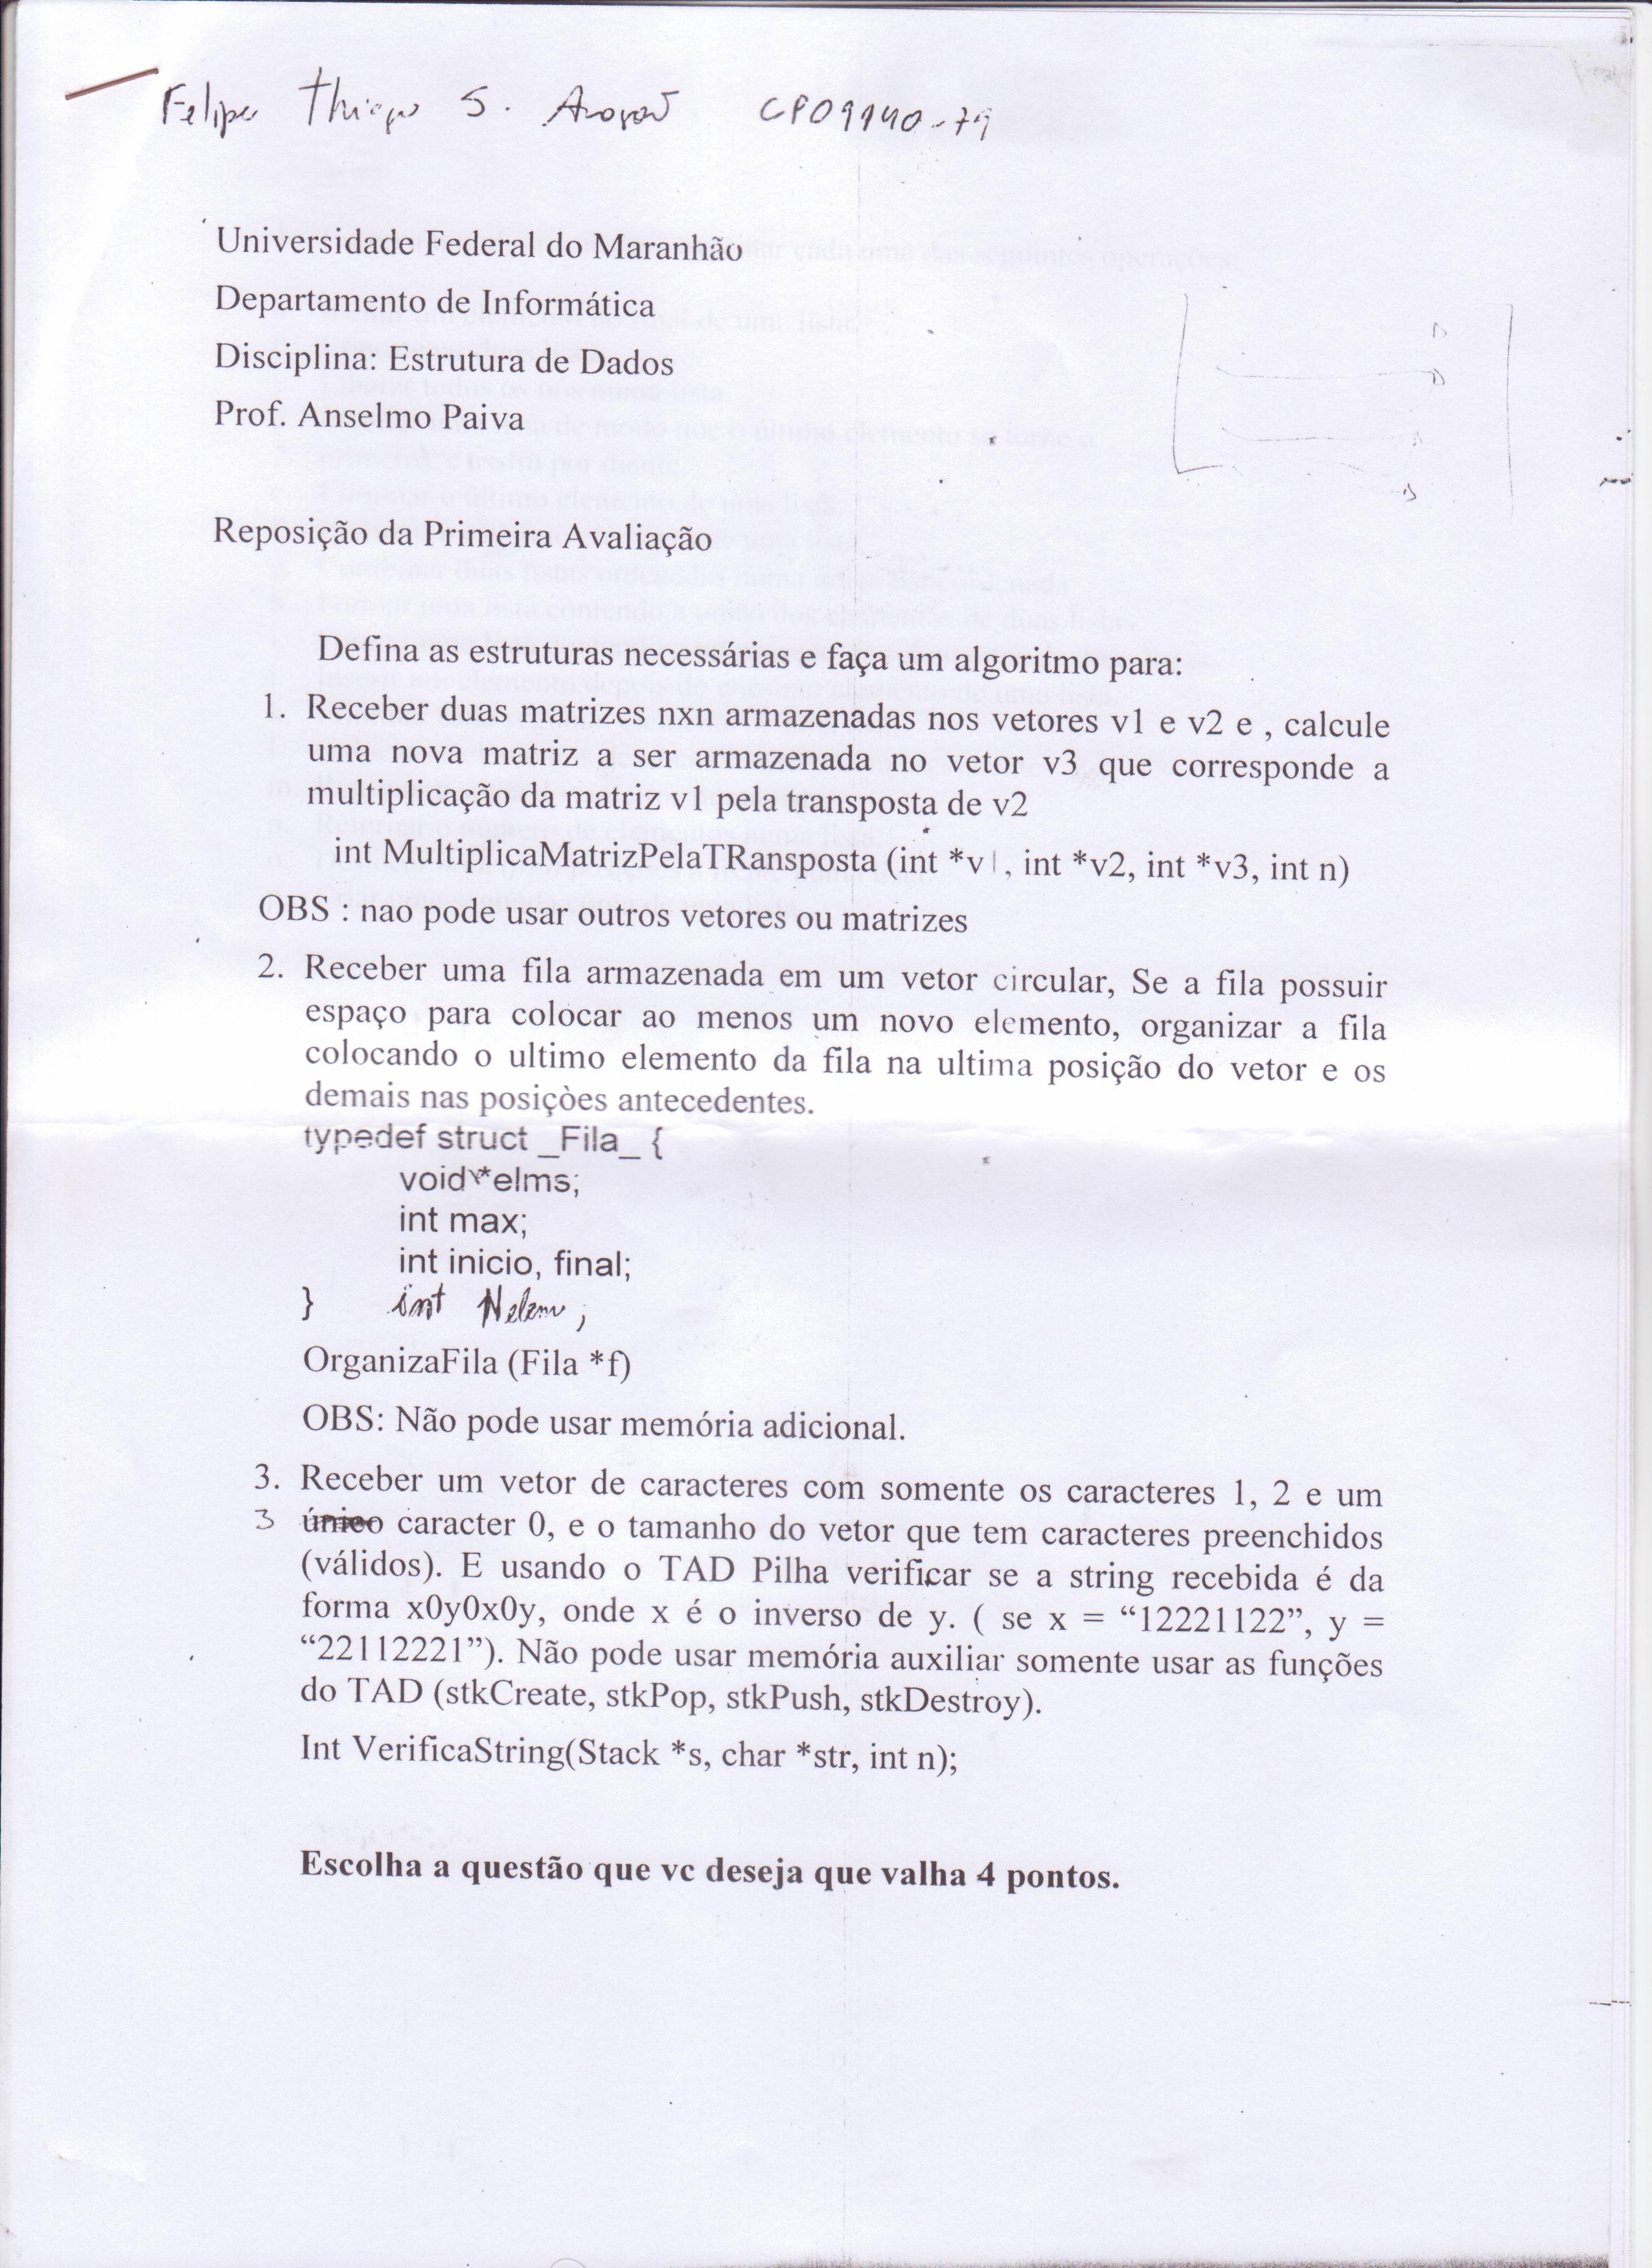 Felipe Thiago S. CP09140-79
Universidade Federal do Maranhão
Departamento de Informática
Disciplina: Estrutura de Dados
Prof. Anselmo Paiva
Reposição da Primeira Avaliação
Defina as estruturas necessárias e faça um algoritmo para:
1. Receber duas matrizes nxn armazenadas nos vetores v1 e v2 e , calcule
uma nova matriz a ser armazenada no vetor v3 que corresponde a
multiplicação da matriz v1 pela transposta de v2
int MultiplicaMatrizPelaTRansposta (int *v1, int *v2, int *v3, int n)
OBS : nao pode usar outros vetores ou matrizes
2. Receber uma fila armazenada em um vetor circular, Se a fila possuir
espaço para colocar ao menos um novo elemento, organizar a fila
colocando o ultimo elemento da fila na ultima posição do vetor e os
demais nas posiçòes antecedentes.
typedef struct _Fila_ {
void**elms;
int max;
int inicio, final;
} int Nelem;
OrganizaFila (Fila *f)
OBS: Não pode usar memória adicional.
3. Receber um vetor de caracteres com somente os caracteres 1, 2 e um
3 único caracter 0, e o tamanho do vetor que tem caracteres preenchidos
(válidos). E usando o TAD Pilha verificar se a string recebida é da
forma x0y0x0y, onde x é o inverso de y. ( se x = “12221122”, y =
“22112221”). Não pode usar memória auxiliar somente usar as funções
do TAD (stkCreate, stkPop, stkPush, stkDestroy).
Int VerificaString(Stack *s, char *str, int n);
Escolha a questão que vc deseja que valha 4 pontos.